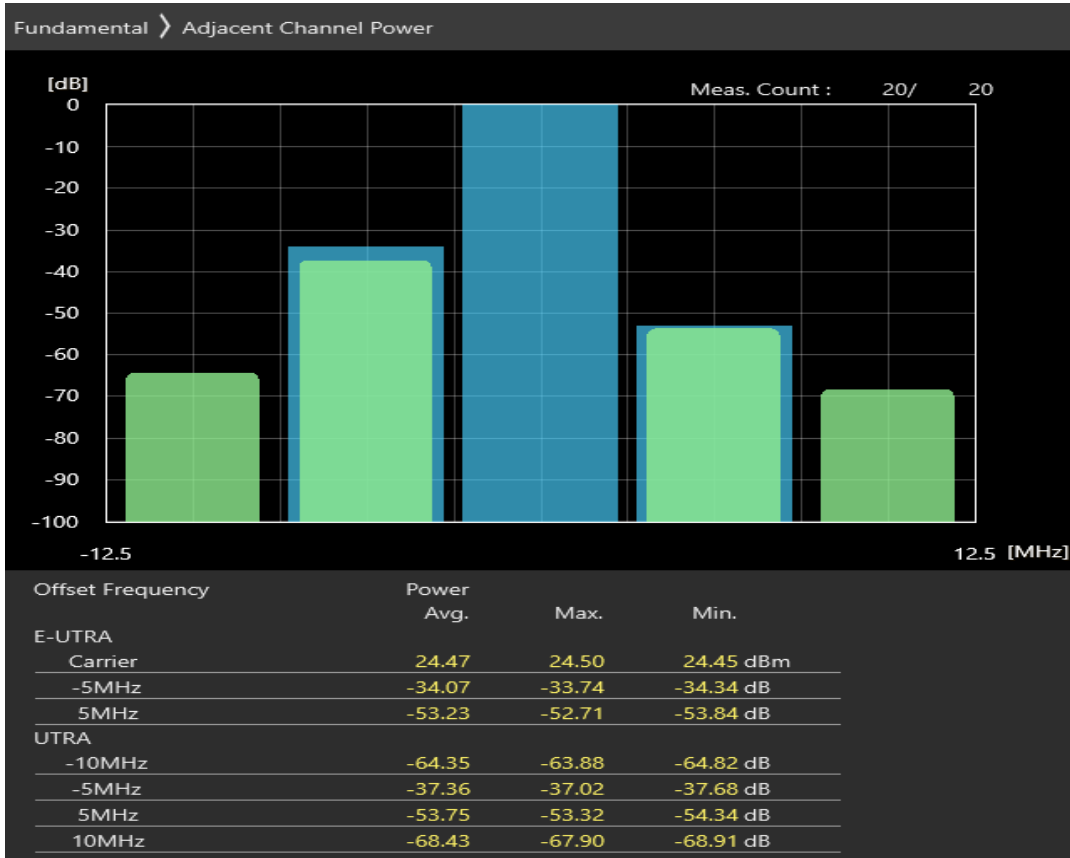 Fundamental 〉 Adjacent Channel Power
[dB]
Meas. Count : 20/ 20
0
-10
-20
-30
-40
-50
-60
-70
-80
-90
-100
-12.5 12.5 [MHz]
Offset Frequency Power
Avg. Max. Min.
E-UTRA
Carrier 24.47 24.50 24.45 dBm
-5MHz -34.07 -33.74 -34.34 dB
5MHz -53.23 -52.71 -53.84 dB
UTRA
-10MHz -64.35 -63.88 -64.82 dB
-5MHz -37.36 -37.02 -37.68 dB
5MHz -53.75 -53.32 -54.34 dB
10MHz -68.43 -67.90 -68.91 dB